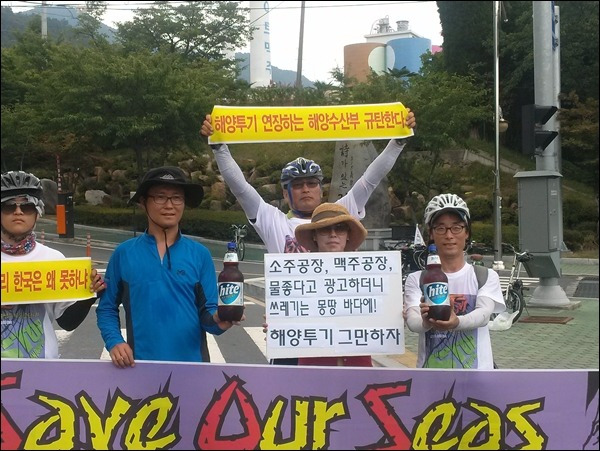 해양투기 연장하는 해양수산부 규탄한다
리 한국은 왜 못하나
소주공장, 맥주공장,
물좋다고 광고하더니
쓰레기는 몽땅 바다에!
해양투기 그만하자
hite
hite
Save Our Seas